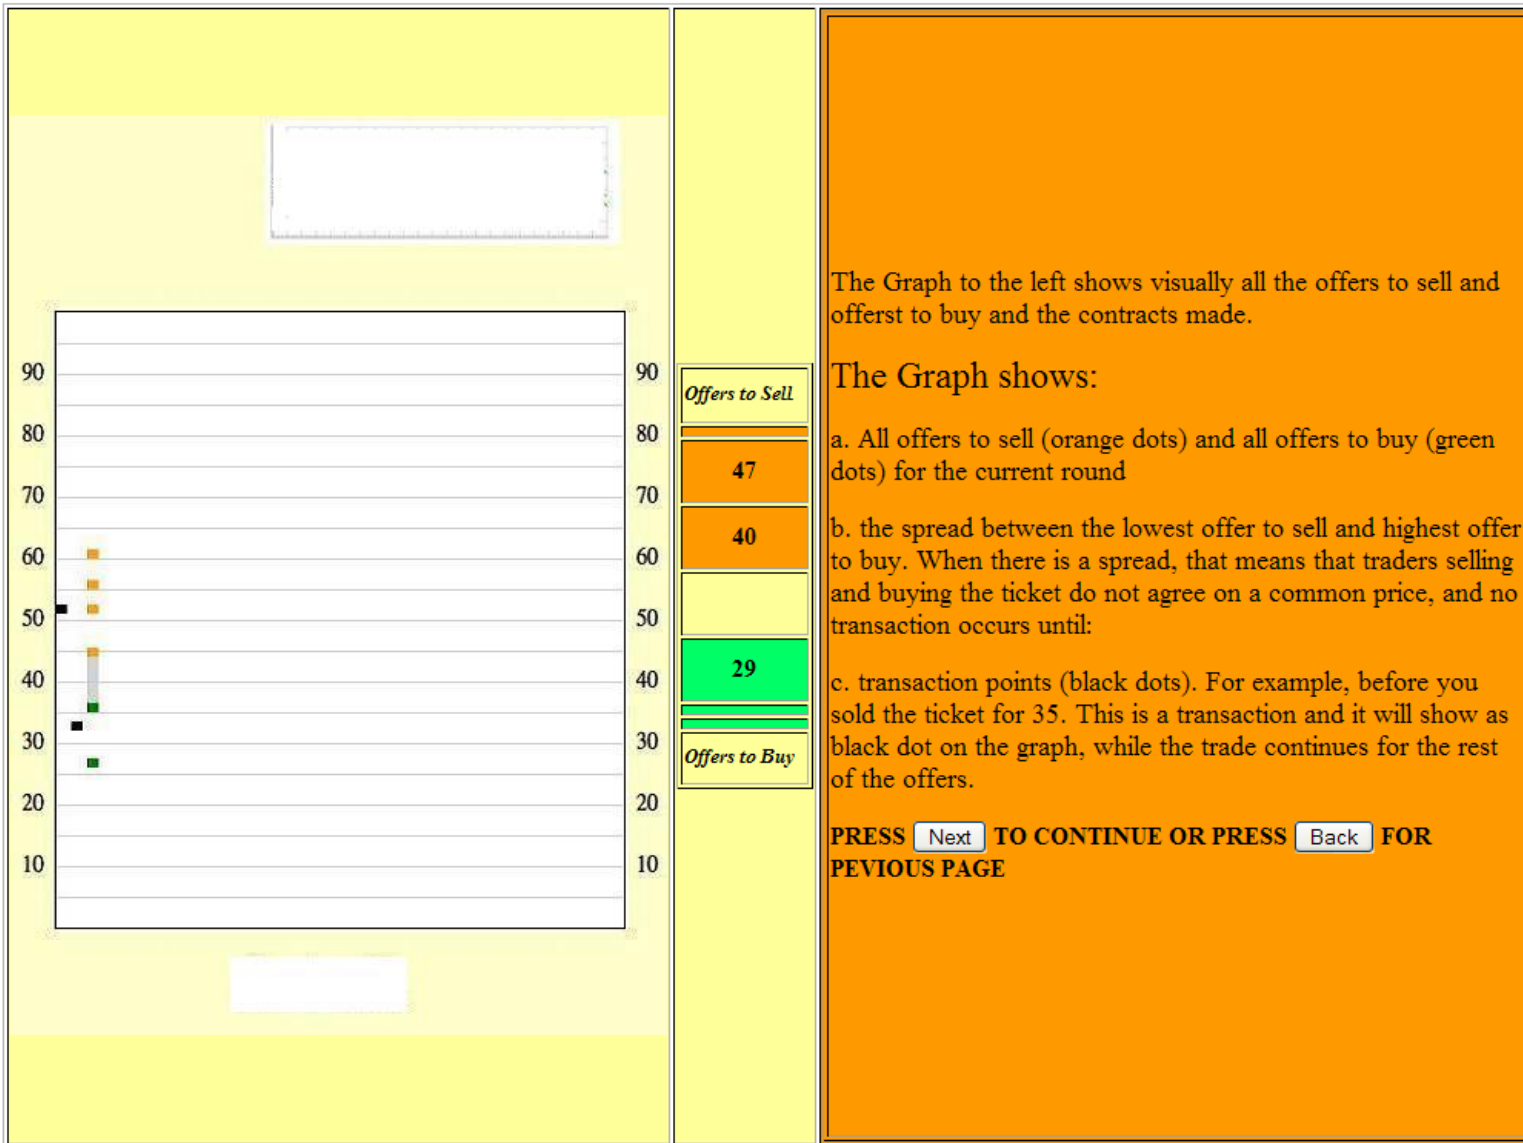 90
80
70
60
50
40
30
20
10
90
80
70
60
50
40
30
20
10
Offers to Sell
47
40
29
Offers to Buy
The Graph to the left shows visually all the offers to sell and
offerst to buy and the contracts made.
The Graph shows:
a. All offers to sell (orange dots) and all offers to buy (green
dots) for the current round
b. the spread between the lowest offer to sell and highest offer
to buy. When there is a spread, that means that traders selling
and buying the ticket do not agree on a common price, and no
transaction occurs until:
c. transaction points (black dots). For example, before you
sold the ticket for 35. This is a transaction and it will show as
black dot on the graph, while the trade continues for the rest
of the offers.
PRESS Next TO CONTINUE OR PRESS Back FOR
PEVIOUS PAGE